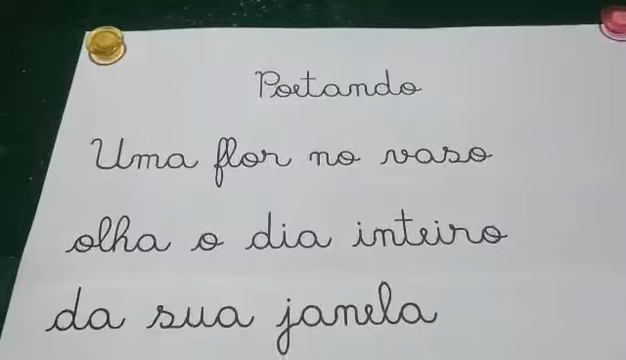 Poetando
Uma flor no vaso
olha o dia inteiro
da sua janela